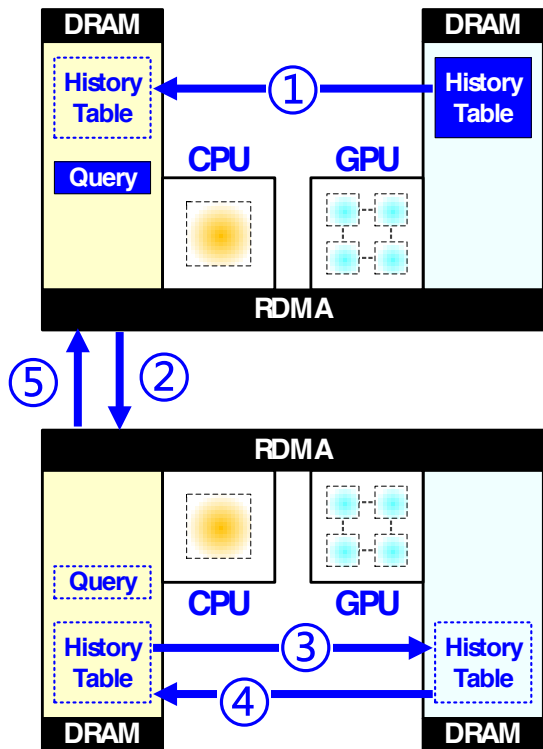 DRAM DRAM
History
Table
①
History
Table
Query
CPU GPU
RDMA
⑤ ②
RDMA
Query
CPU GPU
History
Table
③
④
History
Table
DRAM DRAM